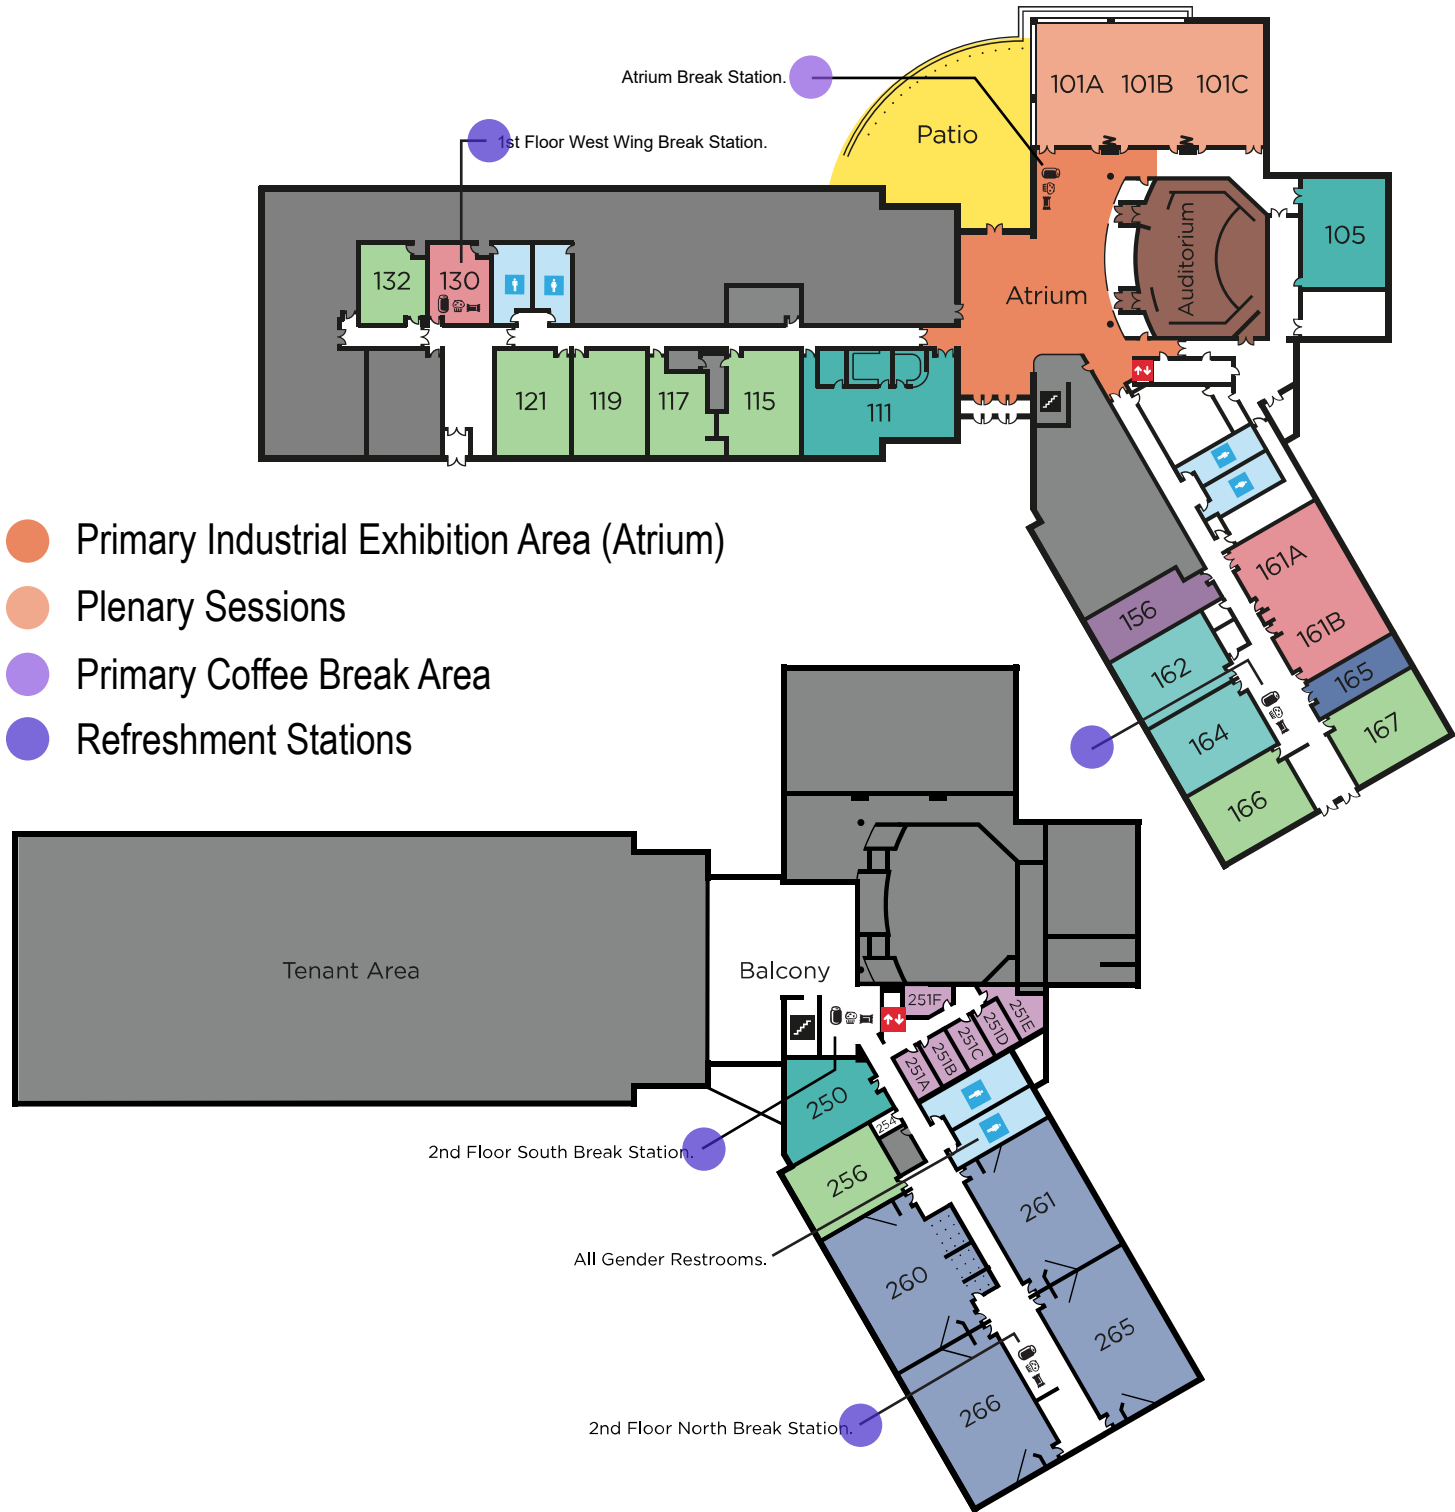 Atrium Break Station.
101A
101B
101C
Patio
1st Floor West Wing Break Station.
Auditorium
105
132
130
Atrium
121
119
117
115
111
Primary Industrial Exhibition Area (Atrium)
Plenary Sessions
Primary Coffee Break Area
Refreshment Stations
161A
156
161B
162
165
164
167
166
Tenant Area
Balcony
251F
251E
251D
251C
251B
251A
250
254
2nd Floor South Break Station.
256
261
All Gender Restrooms.
260
265
266
2nd Floor North Break Station.